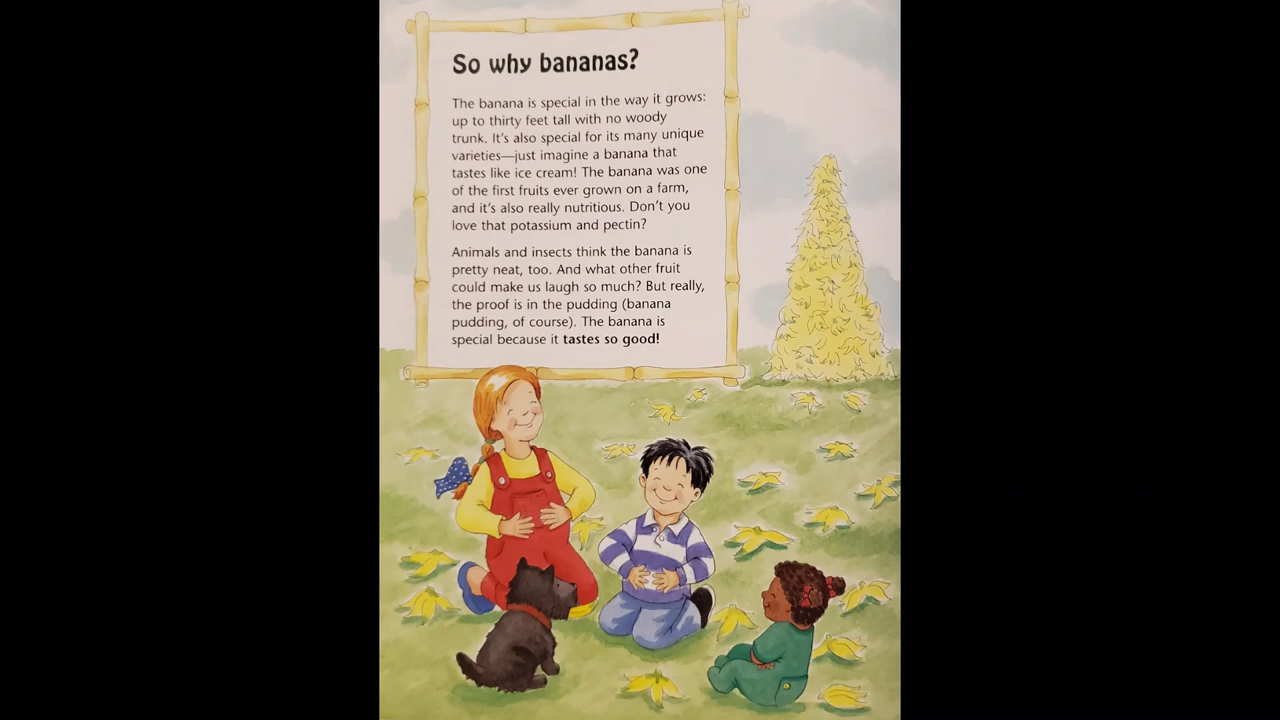 So why bananas?
The banana is special in the way it grows:
up to thirty feet tall with no woody
trunk. It's also special for its many unique
varieties—just imagine a banana that
tastes like ice cream! The banana was one
of the first fruits ever grown on a farm,
and it's also really nutritious. Don't you
love that potassium and pectin?
Animals and insects think the banana is
pretty neat, too. And what other fruit
could make us laugh so much? But really,
the proof is in the pudding (banana
pudding, of course). The banana is
special because it tastes so good!